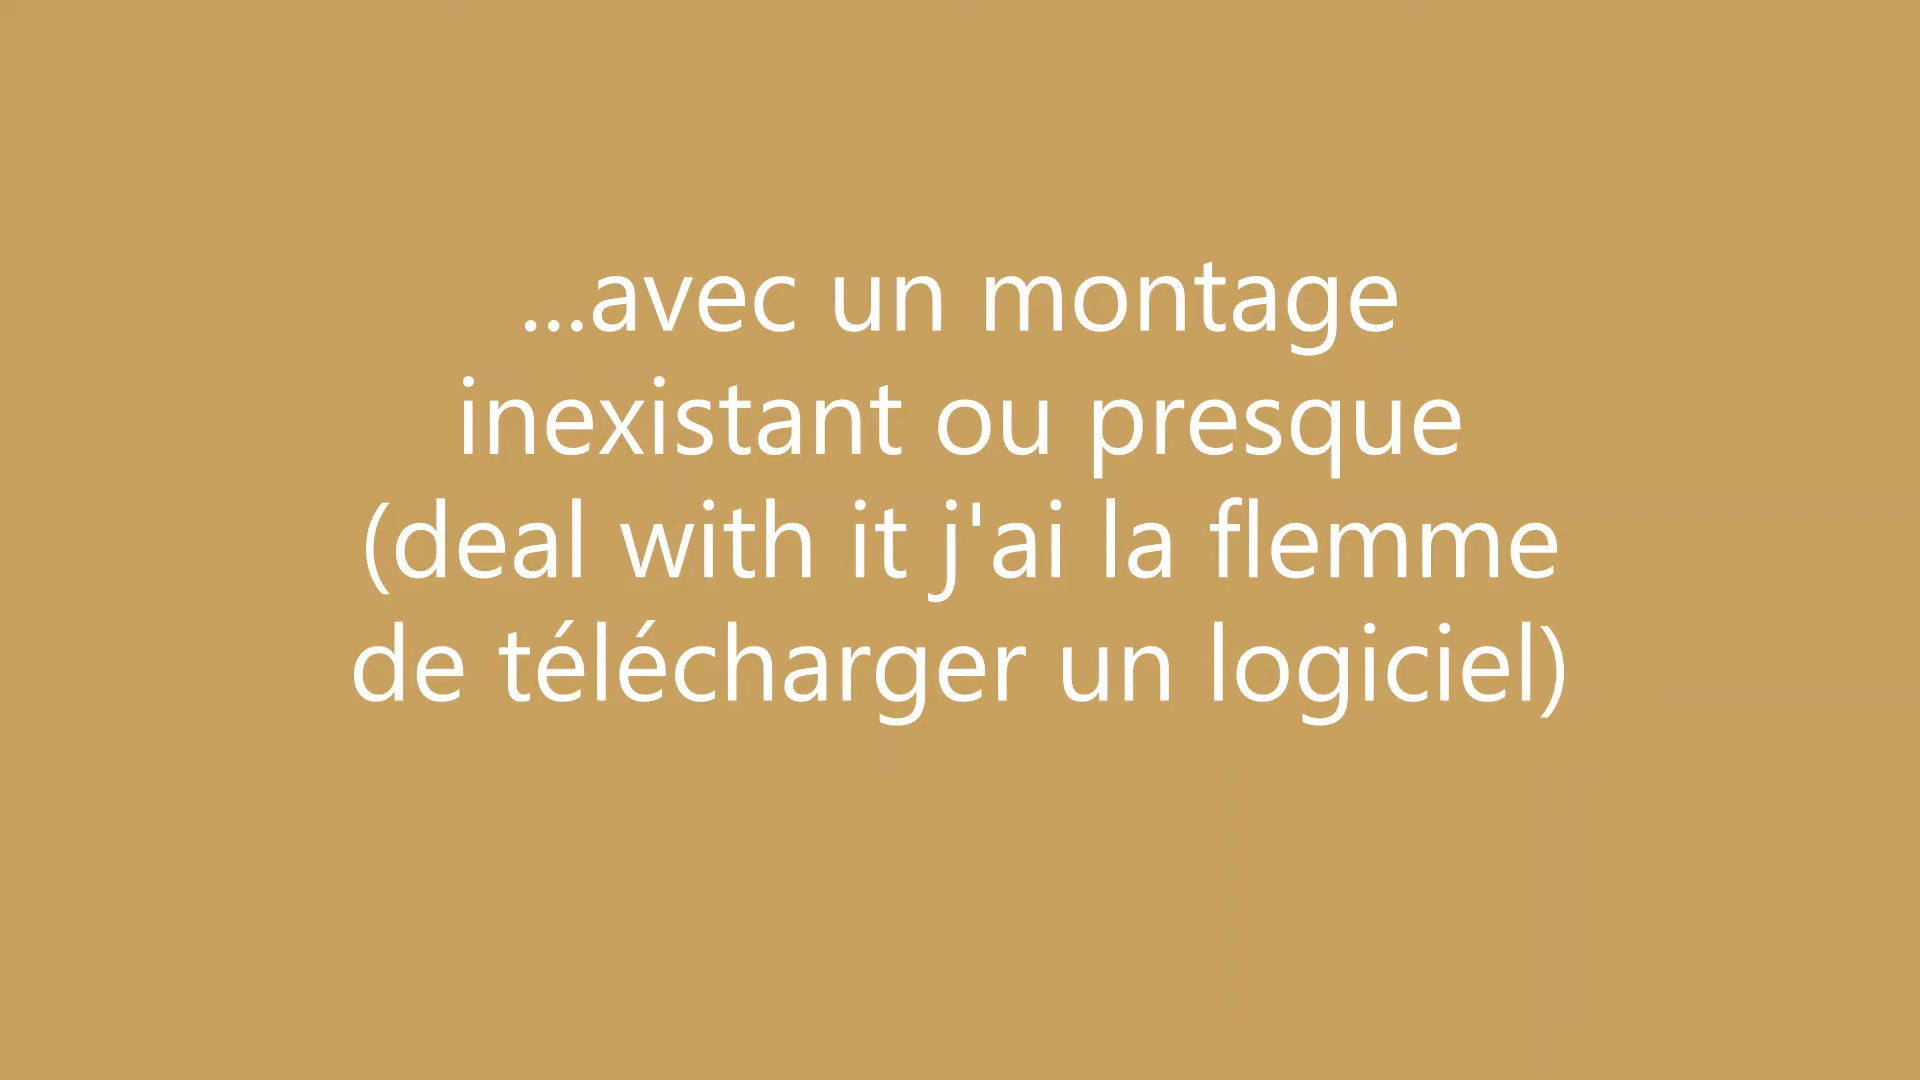 ...avec un montage
inexistant ou presque
(deal with it j'ai la flemme
de télécharger un logiciel)